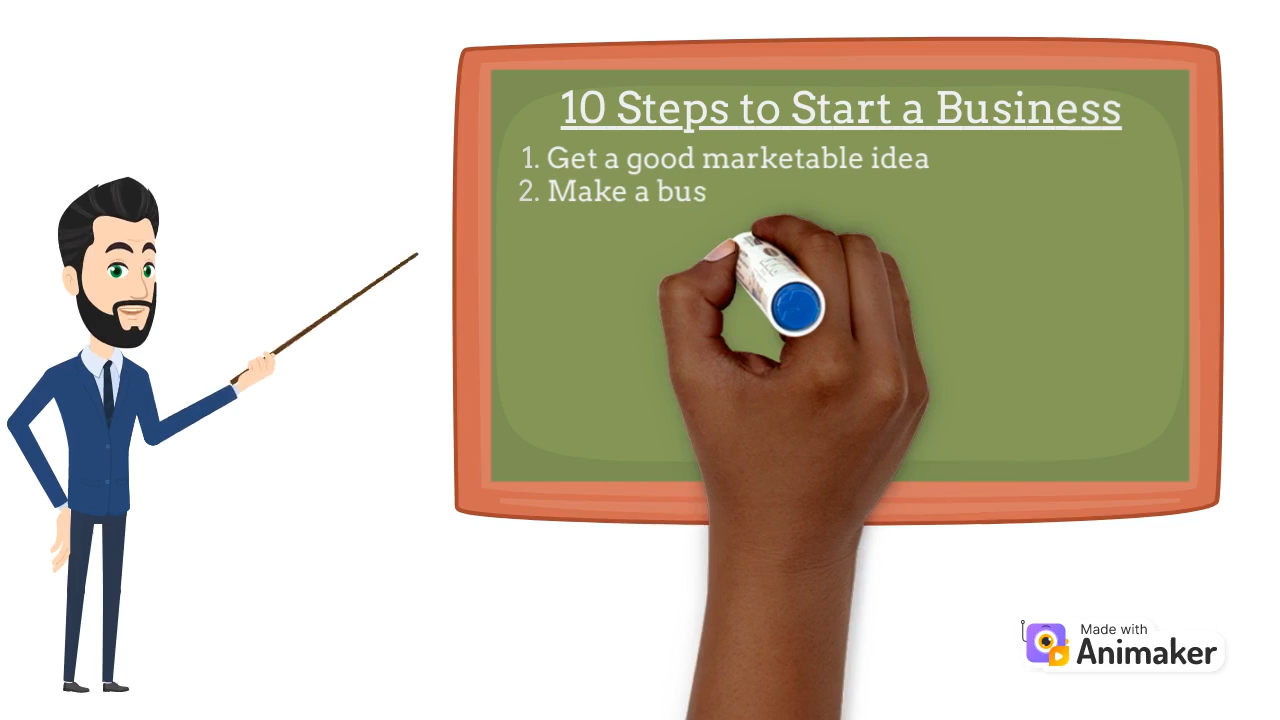 10 Steps to Start a Business
1. Get a good marketable idea
2. Make a bus
Made with
Animaker